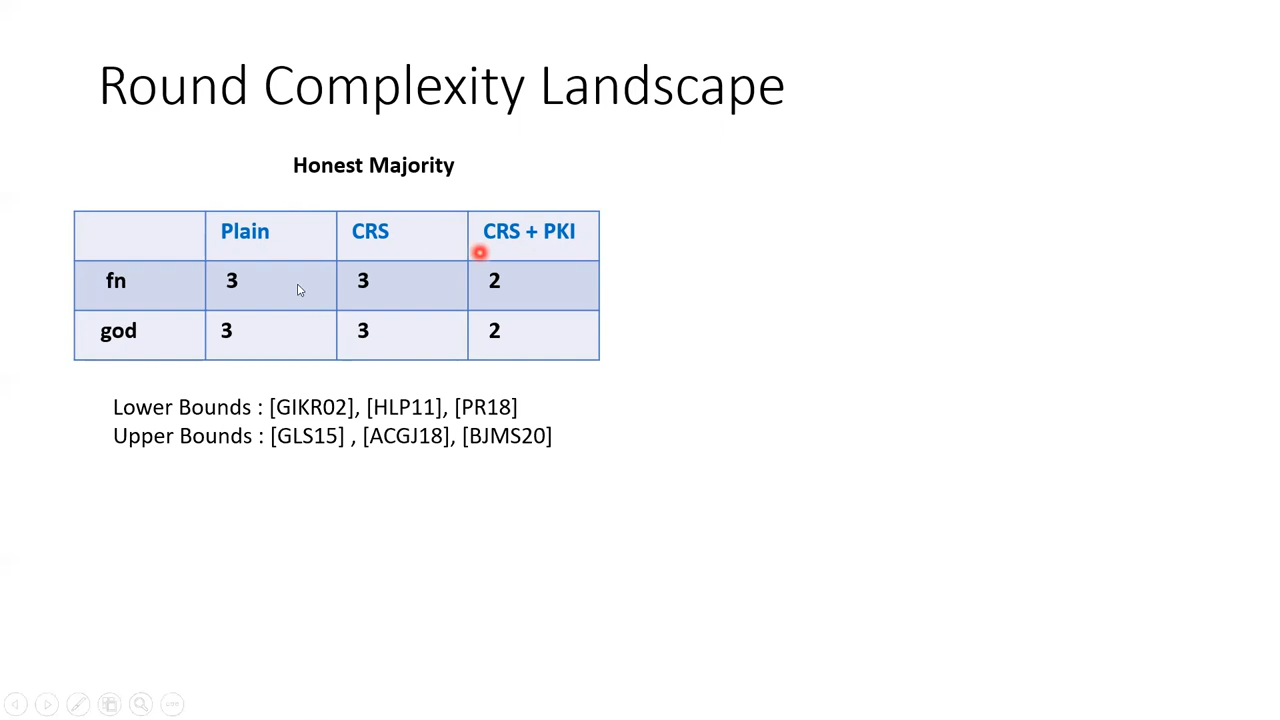 Round Complexity Landscape
Honest Majority
Plain CRS CRS + PKI
fn 3 3 2
god 3 3 2
Lower Bounds : [GIKR02], [HLP11], [PR18]
Upper Bounds : [GLS15] , [ACGJ18], [BJMS20]